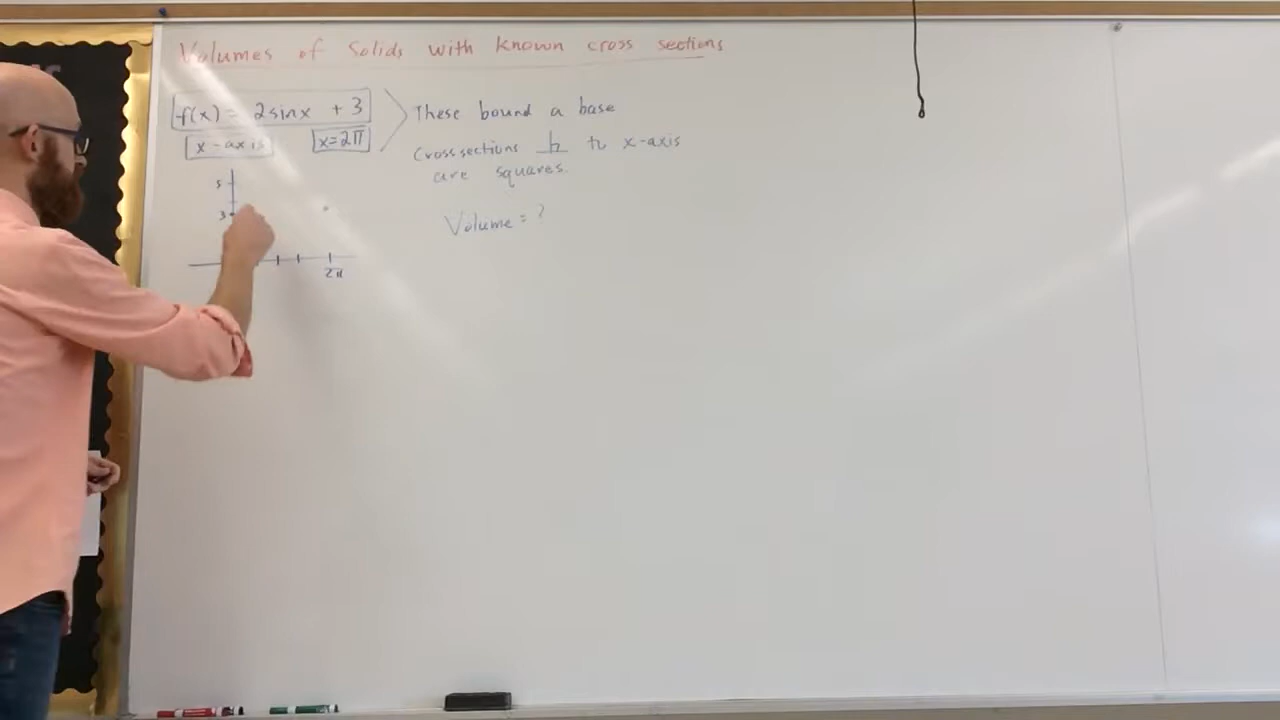 Volumes of Solids with known cross sections
f(x) = 2sinx + 3
x-axis x=2π
These bound a base
Cross sections ⊥ to x-axis
are squares.
Volume = ?
5
3
2π